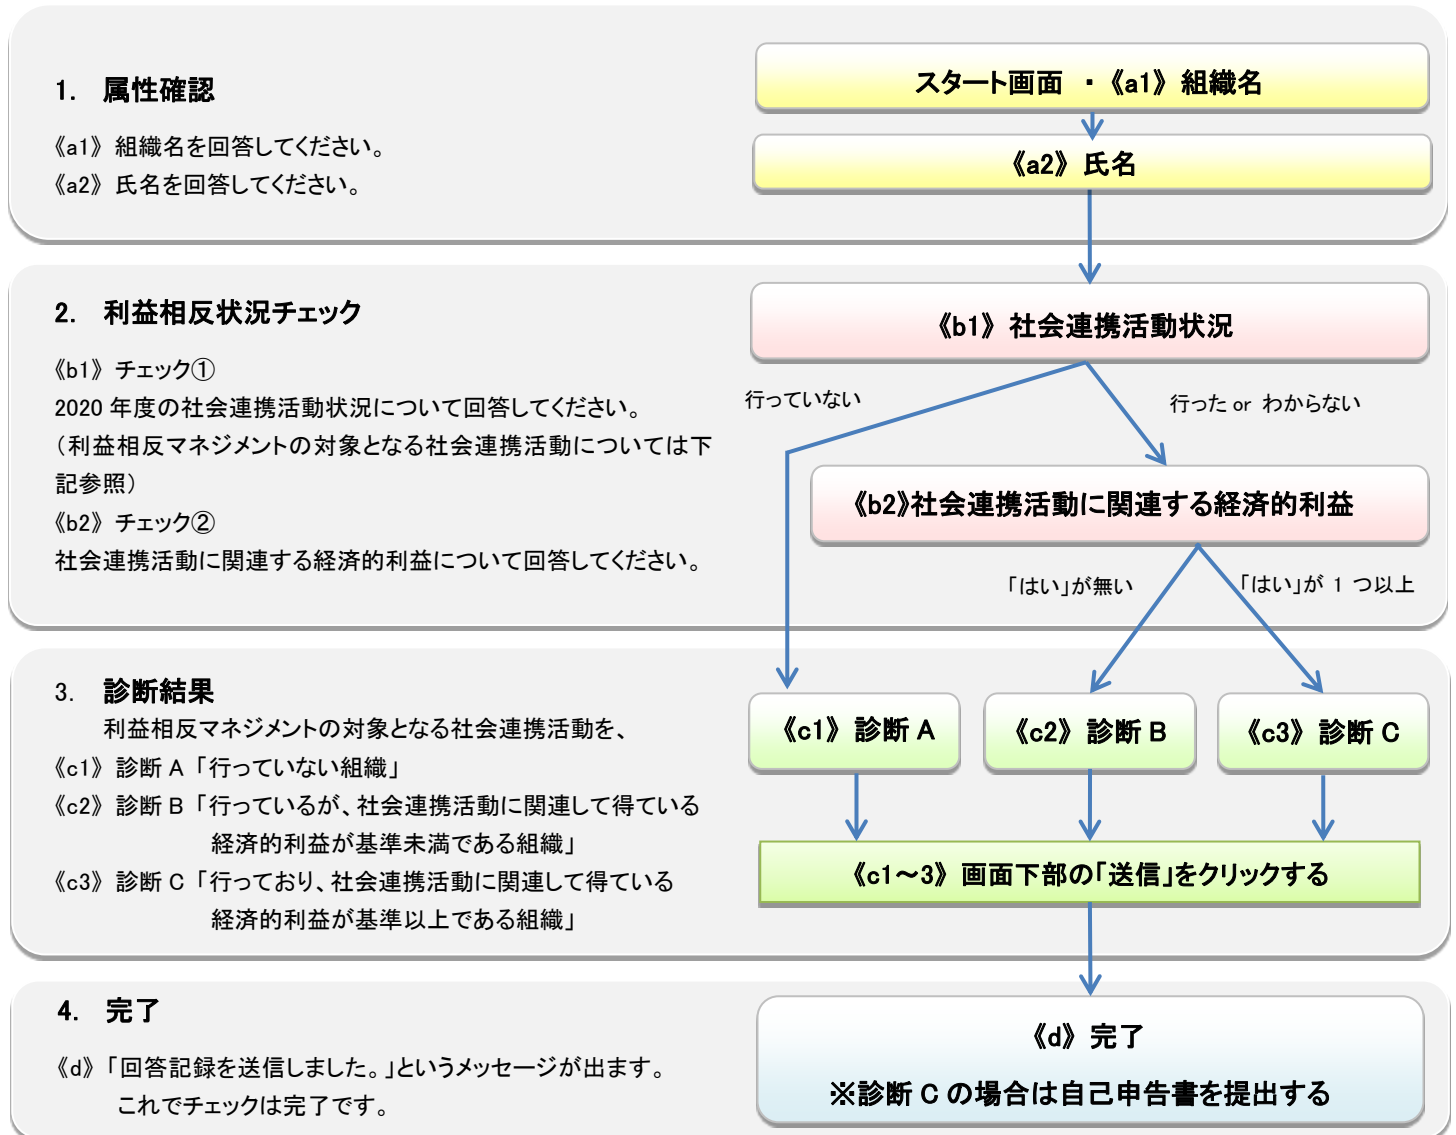 1. 属性確認
《a1》 組織名を回答してください。
《a2》 氏名を回答してください。
スタート画面 ・《a1》 組織名
《a2》 氏名
2. 利益相反状況チェック
《b1》 チェック①
2020 年度の社会連携活動状況について回答してください。
（利益相反マネジメントの対象となる社会連携活動については下
記参照）
《b2》 チェック②
社会連携活動に関連する経済的利益について回答してください。
《b1》 社会連携活動状況
行っていない
行った or わからない
《b2》社会連携活動に関連する経済的利益
「はい」が無い
「はい」が 1 つ以上
3. 診断結果
利益相反マネジメントの対象となる社会連携活動を、
《c1》 診断 A 「行っていない組織」
《c2》 診断 B 「行っているが、社会連携活動に関連して得ている
経済的利益が基準未満である組織」
《c3》 診断 C 「行っており、社会連携活動に関連して得ている
経済的利益が基準以上である組織」
《c1》 診断 A
《c2》 診断 B
《c3》 診断 C
《c1～3》 画面下部の「送信」をクリックする
4. 完了
《d》 「回答記録を送信しました。」というメッセージが出ます。
これでチェックは完了です。
《d》 完了
※診断 C の場合は自己申告書を提出する